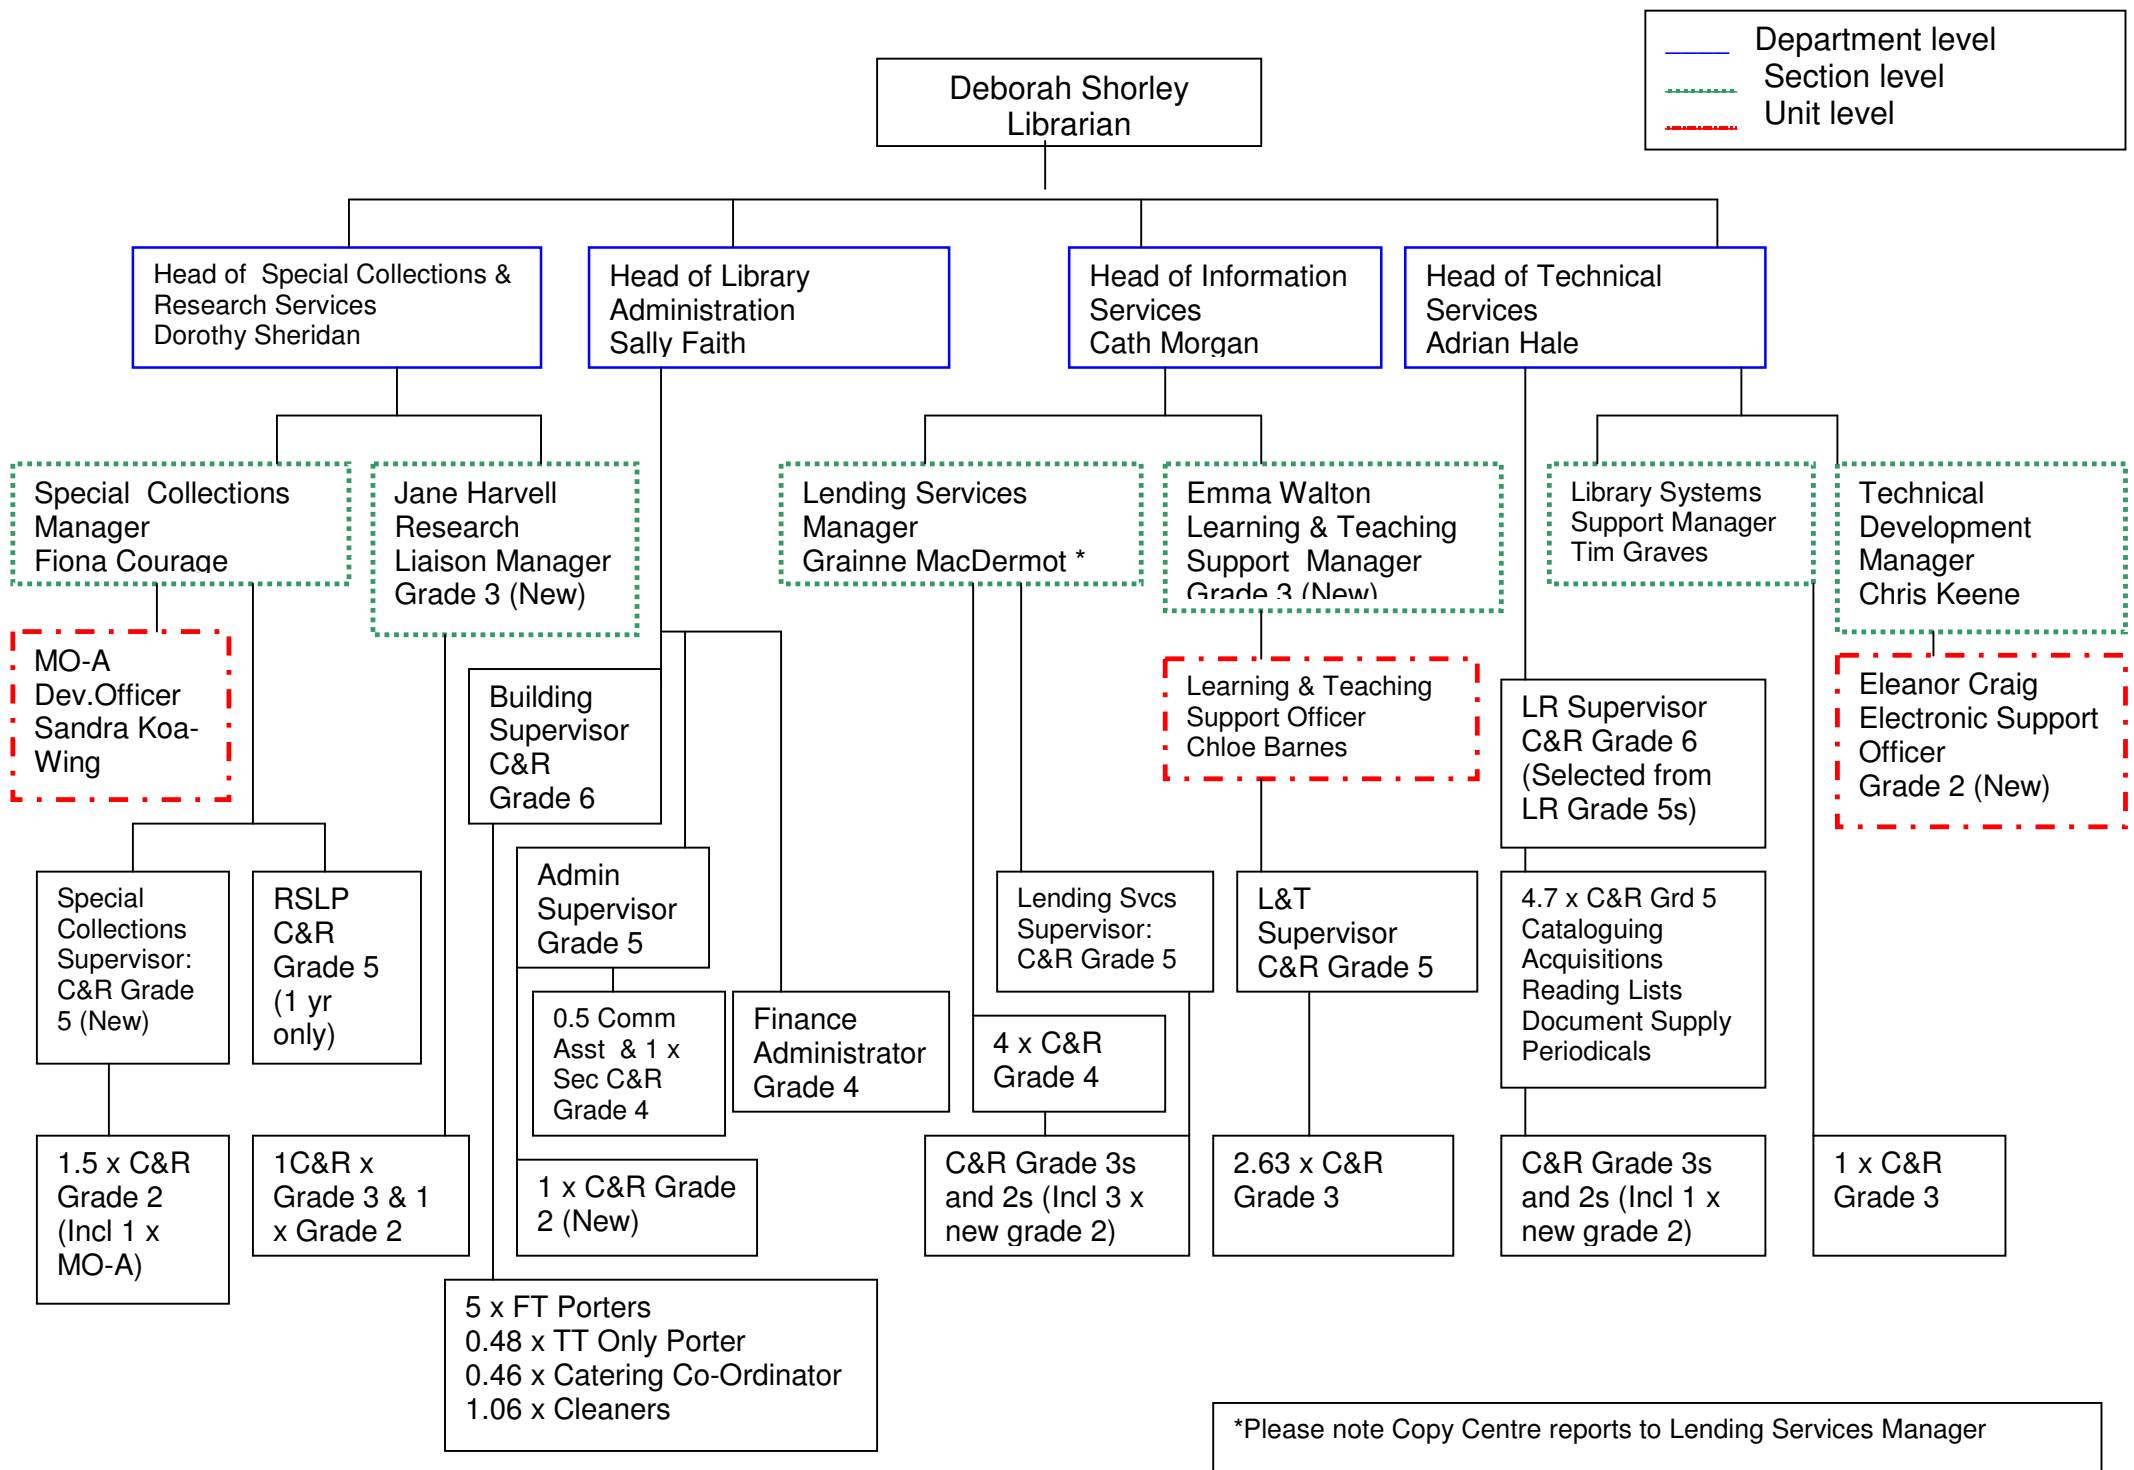 Department level
Section level
Unit level
Deborah Shorley
Librarian
Head of Special Collections &
Research Services
Dorothy Sheridan
Head of Library
Administration
Sally Faith
Head of Information
Services
Cath Morgan
Head of Technical
Services
Adrian Hale
Special Collections
Manager
Fiona Courage
Jane Harvell
Research
Liaison Manager
Grade 3 (New)
Lending Services
Manager
Grainne MacDermot *
Emma Walton
Learning & Teaching
Support Manager
Grade 3 (New)
Library Systems
Support Manager
Tim Graves
Technical
Development
Manager
Chris Keene
MO-A
Dev.Officer
Sandra Koa-
Wing
Building
Supervisor
C&R
Grade 6
Learning & Teaching
Support Officer
Chloe Barnes
LR Supervisor
C&R Grade 6
(Selected from
LR Grade 5s)
Eleanor Craig
Electronic Support
Officer
Grade 2 (New)
Special
Collections
Supervisor:
C&R Grade
5 (New)
RSLP
C&R
Grade 5
(1 yr
only)
Admin
Supervisor
Grade 5
Lending Svcs
Supervisor:
C&R Grade 5
L&T
Supervisor
C&R Grade 5
4.7 x C&R Grd 5
Cataloguing
Acquisitions
Reading Lists
Document Supply
Periodicals
0.5 Comm
Asst & 1 x
Sec C&R
Grade 4
Finance
Administrator
Grade 4
4 x C&R
Grade 4
1.5 x C&R
Grade 2
(Incl 1 x
MO-A)
1C&R x
Grade 3 & 1
x Grade 2
1 x C&R Grade
2 (New)
C&R Grade 3s
and 2s (Incl 3 x
new grade 2)
2.63 x C&R
Grade 3
C&R Grade 3s
and 2s (Incl 1 x
new grade 2)
1 x C&R
Grade 3
5 x FT Porters
0.48 x TT Only Porter
0.46 x Catering Co-Ordinator
1.06 x Cleaners
*Please note Copy Centre reports to Lending Services Manager